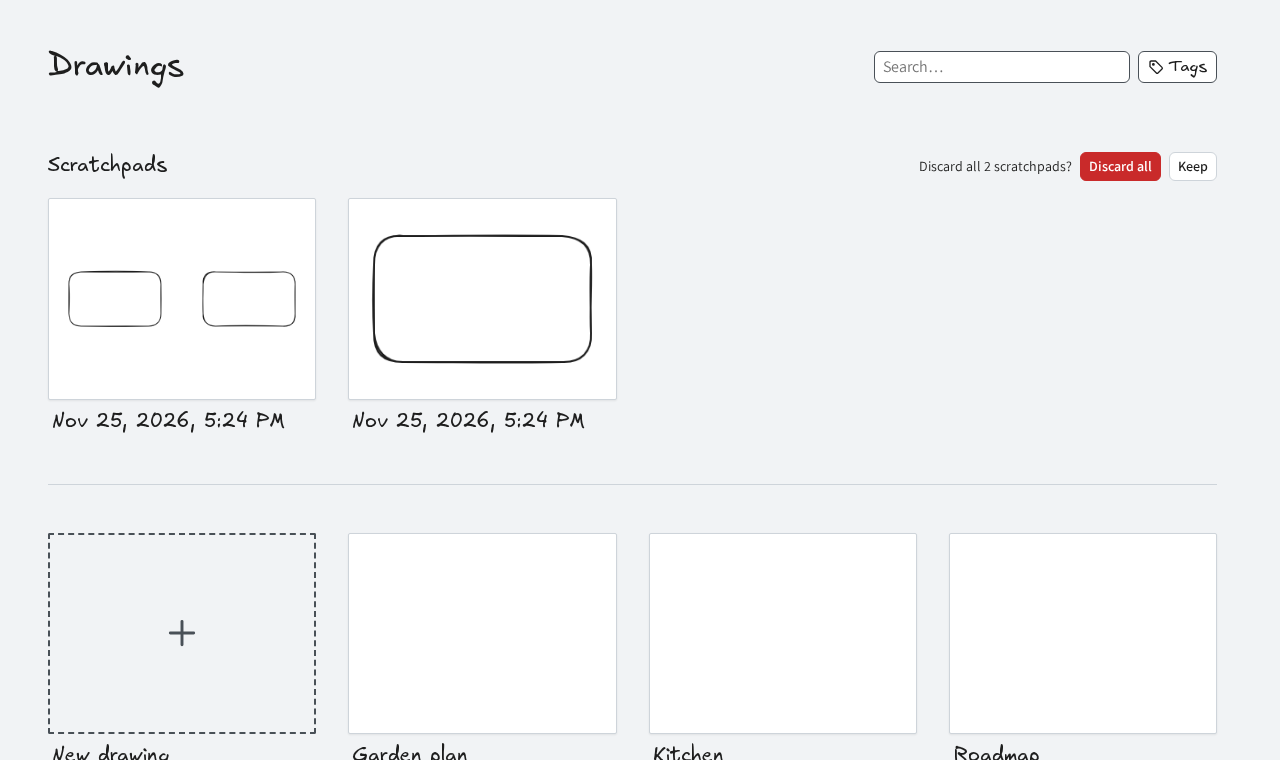 Drawings
Search...
Tags
Scratchpads
Discard all 2 scratchpads?
Discard all
Keep
Nov 25, 2026, 5:24 PM
Nov 25, 2026, 5:24 PM
New drawing
Garden plan
Kitchen
Roadmap